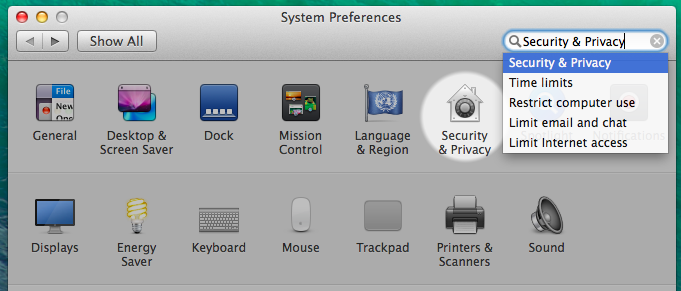 System Preferences
Show All
Security & Privacy
Security & Privacy
Time limits
Restrict computer use
Limit email and chat
Limit Internet access
File
New
General
Desktop &
Screen Saver
Dock
Mission
Control
Language
& Region
Security
& Privacy
Spotlight
Notifications
Displays
Energy
Saver
Keyboard
Mouse
Trackpad
Printers &
Scanners
Sound